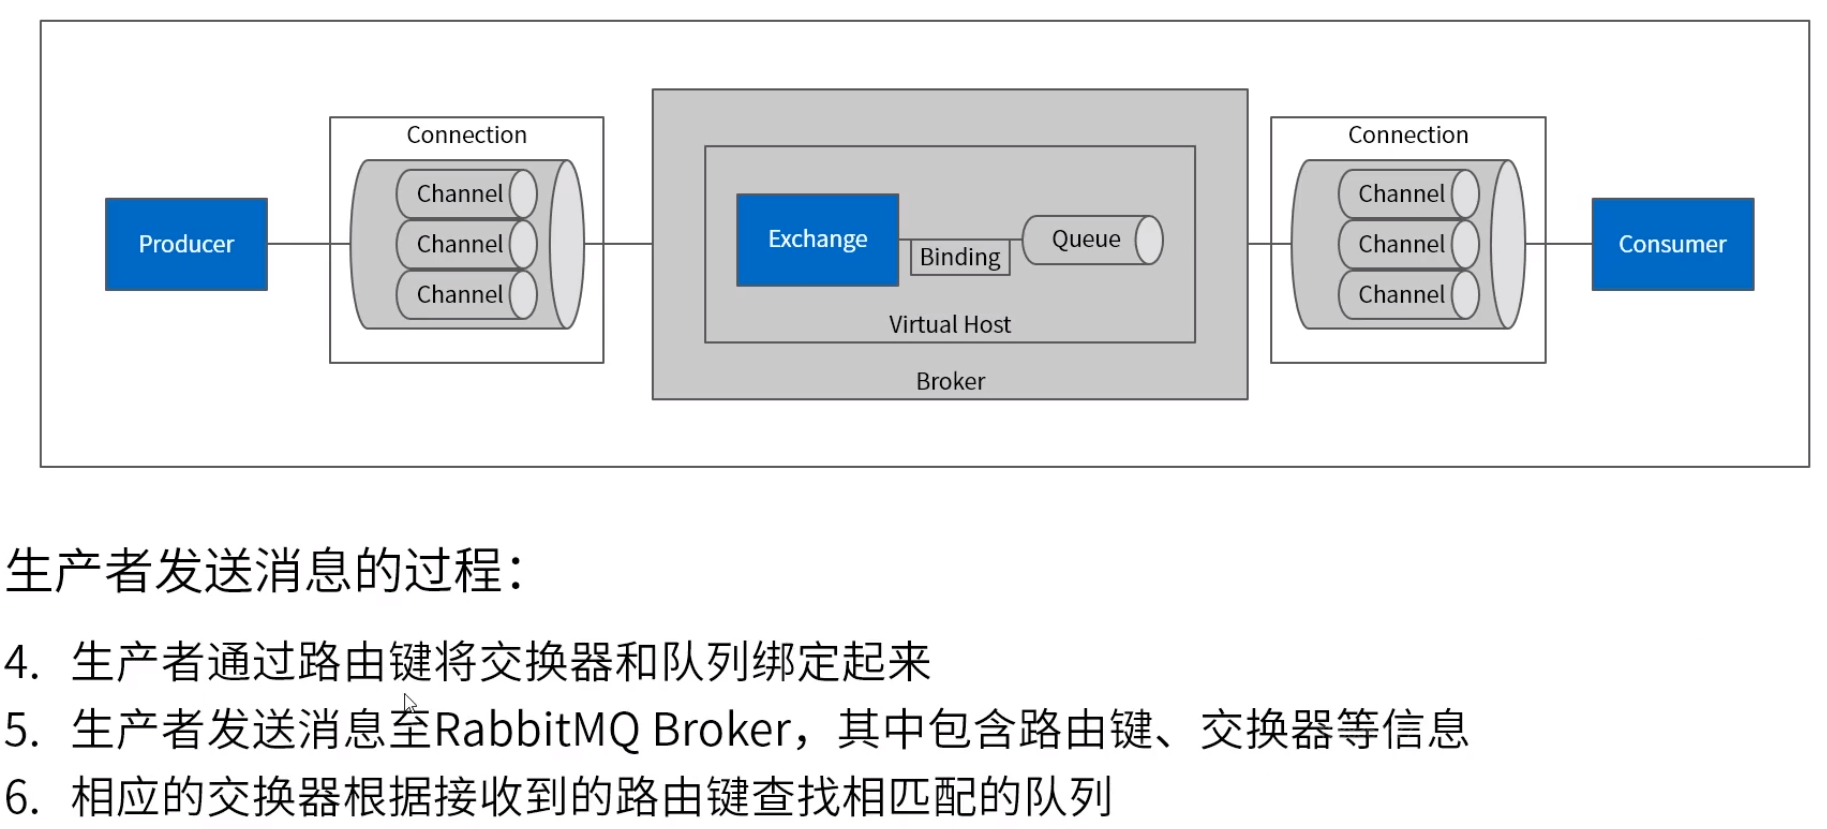 Connection
Connection
Channel
Channel
Producer
Channel
Channel
Exchange
Binding
Queue
Virtual Host
Broker
Channel
Channel
Consumer
Channel
生产者发送消息的过程：
4. 生产者通过路由键将交换器和队列绑定起来
5. 生产者发送消息至RabbitMQ Broker，其中包含路由键、交换器等信息
6. 相应的交换器根据接收到的路由键查找相匹配的队列